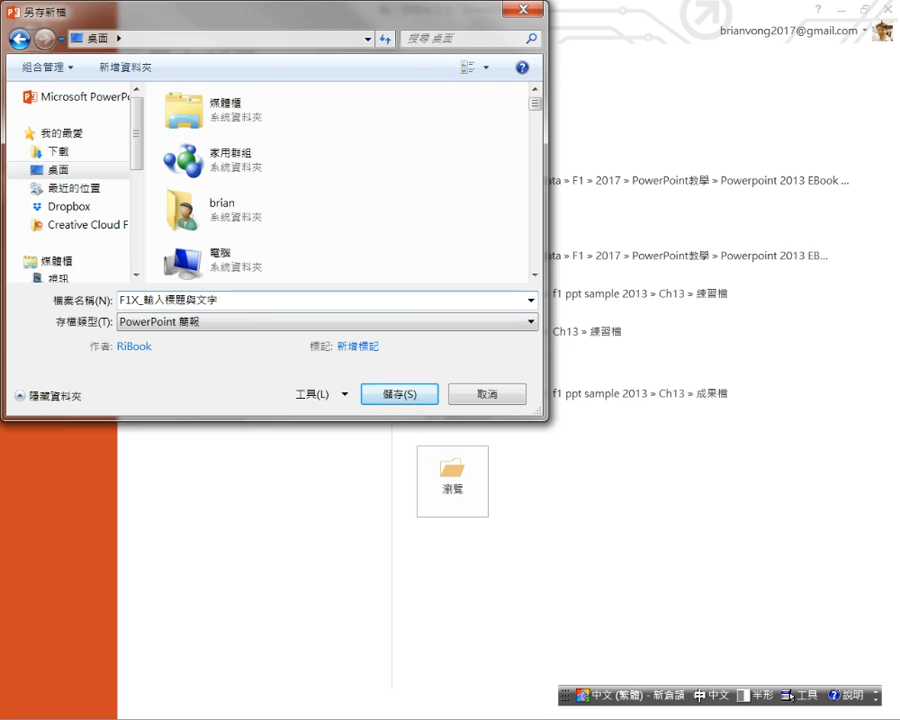 另存新檔
桌面
搜尋 桌面
組合管理
新增資料夾
Microsoft PowerPo
我的最愛
下載
桌面
最近的位置
Dropbox
Creative Cloud F
媒體櫃
視訊
媒體櫃
系統資料夾
家用群組
系統資料夾
brian
系統資料夾
電腦
系統資料夾
檔案名稱(N): F1X_輸入標題與文字
存檔類型(T): PowerPoint 簡報
作者: RiBook
標記: 新增標記
隱藏資料夾
工具(L)
儲存(S)
取消
brianvong2017@gmail.com
ata » F1 » 2017 » PowerPoint教學 » Powerpoint 2013 EBook ...
ata » F1 » 2017 » PowerPoint教學 » Powerpoint 2013 EB...
f1 ppt sample 2013 » Ch13 » 練習檔
Ch13 » 練習檔
f1 ppt sample 2013 » Ch13 » 成果檔
瀏覽
中文 (繁體) - 新倉頡 中文 半形 工具 說明